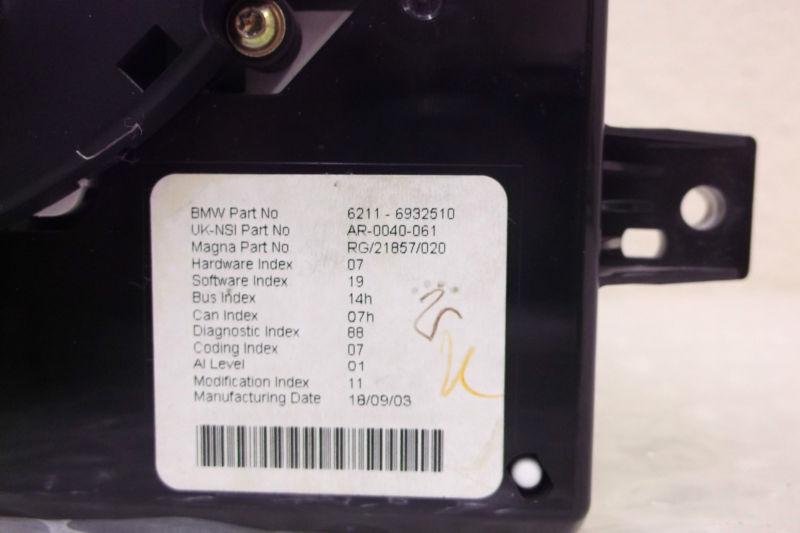 BMW Part No 6211 - 6932510
UK-NSI Part No AR-0040-061
Magna Part No RG/21857/020
Hardware Index 07
Software Index 19
Bus Index 14h
Can Index 07h
Diagnostic Index 88
Coding Index 07
AI Level 01
Modification Index 11
Manufacturing Date 18/09/03